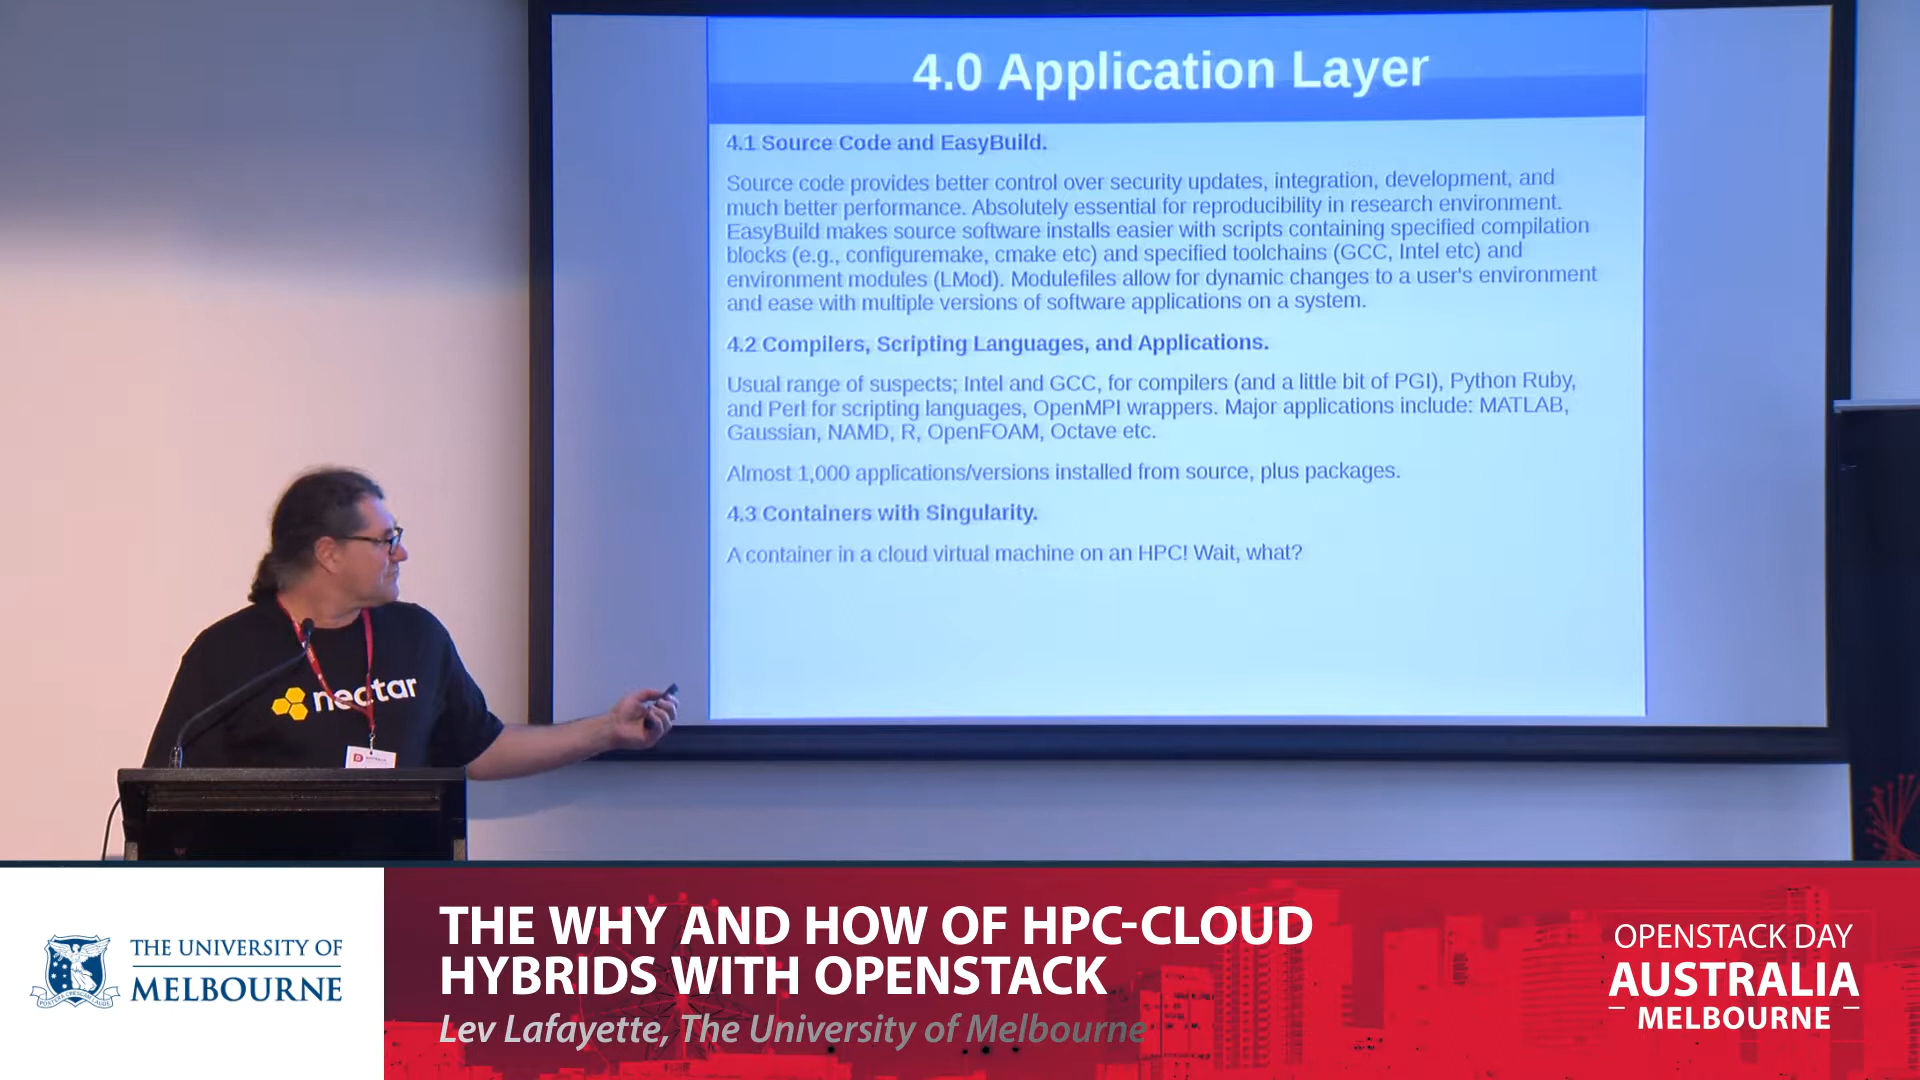 4.0 Application Layer
4.1 Source Code and EasyBuild.
Source code provides better control over security updates, integration, development, and
much better performance. Absolutely essential for reproducibility in research environment.
EasyBuild makes source software installs easier with scripts containing specified compilation
blocks (e.g., configuremake, cmake etc) and specified toolchains (GCC, Intel etc) and
environment modules (LMod). Modulefiles allow for dynamic changes to a user's environment
and ease with multiple versions of software applications on a system.
4.2 Compilers, Scripting Languages, and Applications.
Usual range of suspects; Intel and GCC, for compilers (and a little bit of PGI), Python Ruby,
and Perl for scripting languages, OpenMPI wrappers. Major applications include: MATLAB,
Gaussian, NAMD, R, OpenFOAM, Octave etc.
Almost 1,000 applications/versions installed from source, plus packages.
4.3 Containers with Singularity.
A container in a cloud virtual machine on an HPC! Wait, what?
nectar
THE UNIVERSITY OF
MELBOURNE
THE WHY AND HOW OF HPC-CLOUD
HYBRIDS WITH OPENSTACK
Lev Lafayette, The University of Melbourne
OPENSTACK DAY
AUSTRALIA
MELBOURNE